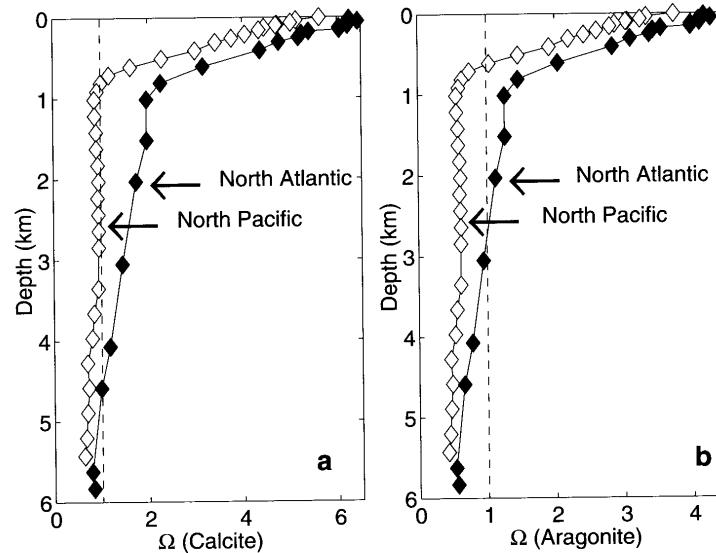 0
1
2
3
4
5
6
Depth (km)
North Atlantic
North Pacific
a
0
2
4
6
Ω (Calcite)
0
1
2
3
4
5
6
Depth (km)
North Atlantic
North Pacific
b
0
1
2
3
4
Ω (Aragonite)